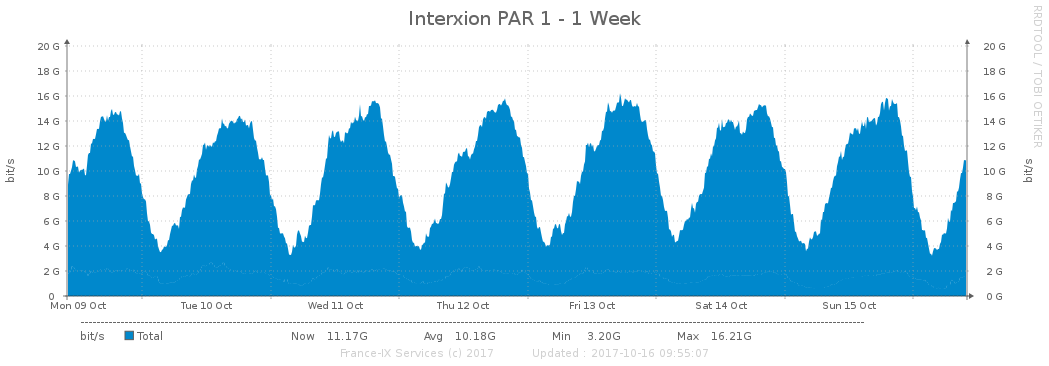 Interxion PAR 1 - 1 Week
RRDTOOL / TOBI OETIKER
20 G 20 G
18 G 18 G
16 G 16 G
14 G 14 G
12 G 12 G
10 G 10 G
8 G 8 G
6 G 6 G
4 G 4 G
2 G 2 G
0 0 G
bit/s bit/s
Mon 09 Oct Tue 10 Oct Wed 11 Oct Thu 12 Oct Fri 13 Oct Sat 14 Oct Sun 15 Oct
bit/s Total Now 11.17G Avg 10.18G Min 3.20G Max 16.21G
France-IX Services (c) 2017 Updated : 2017-10-16 09:55:07